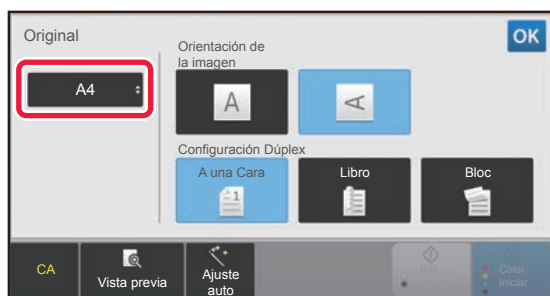 Original
OK
Orientación de
la imagen
A4
A
A
Configuración Dúplex
A una Cara
Libro
Bloc
1
CA
Vista previa
Ajuste
auto
Color
Iniciar